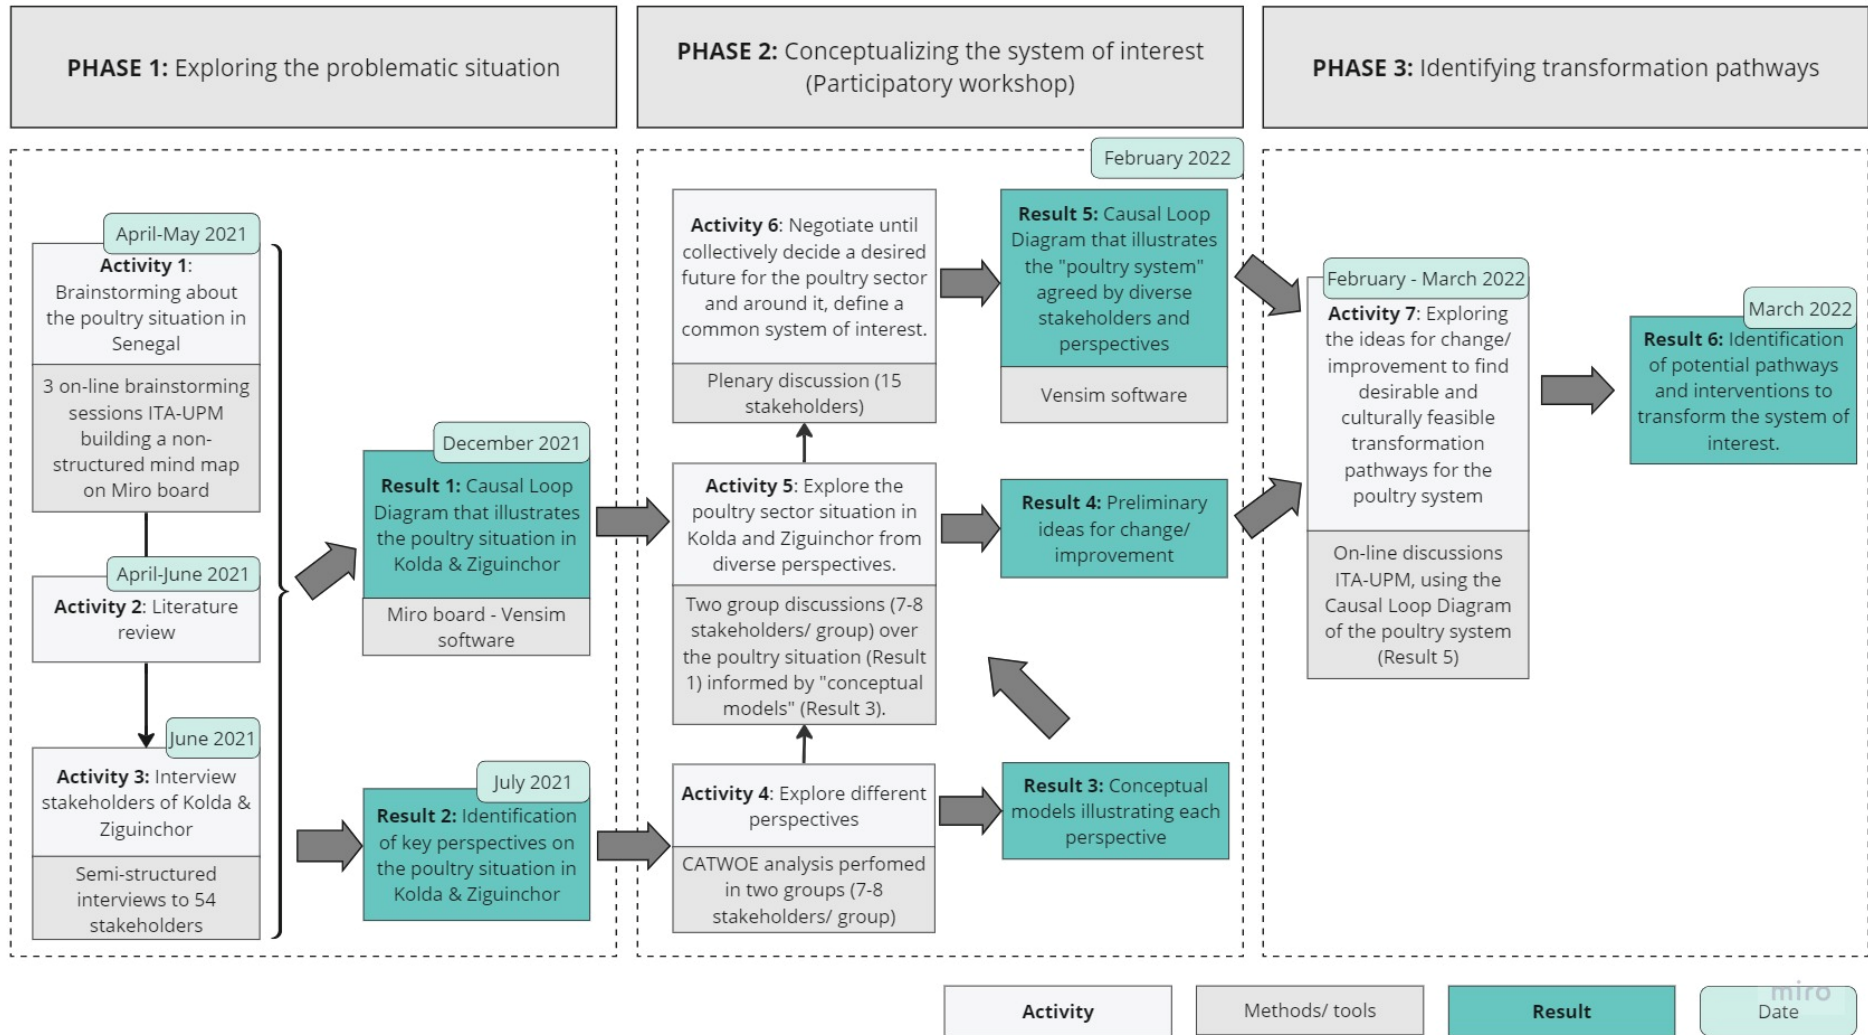 PHASE 1: Exploring the problematic situation
PHASE 2: Conceptualizing the system of interest
(Participatory workshop)
PHASE 3: Identifying transformation pathways
April-May 2021
Activity 1:
Brainstorming about
the poultry situation in
Senegal
3 on-line brainstorming
sessions ITA-UPM
building a non-
structured mind map
on Miro board
April-June 2021
Activity 2: Literature
review
June 2021
Activity 3: Interview
stakeholders of Kolda &
Ziguinchor
Semi-structured
interviews to 54
stakeholders
December 2021
Result 1: Causal Loop
Diagram that illustrates
the poultry situation in
Kolda & Ziguinchor
Miro board - Vensim
software
July 2021
Result 2: Identification
of key perspectives on
the poultry situation in
Kolda & Ziguinchor
February 2022
Activity 6: Negotiate until
collectively decide a desired
future for the poultry sector
and around it, define a
common system of interest.
Plenary discussion (15
stakeholders)
Result 5: Causal Loop
Diagram that illustrates
the "poultry system"
agreed by diverse
stakeholders and
perspectives
Vensim software
Activity 5: Explore the
poultry sector situation in
Kolda and Ziguinchor from
diverse perspectives.
Two group discussions (7-8
stakeholders/ group) over
the poultry situation (Result
1) informed by "conceptual
models" (Result 3).
Result 4: Preliminary
ideas for change/
improvement
Activity 4: Explore different
perspectives
CATWOE analysis perfomed
in two groups (7-8
stakeholders/ group)
Result 3: Conceptual
models illustrating each
perspective
February - March 2022
Activity 7: Exploring
the ideas for change/
improvement to find
desirable and
culturally feasible
transformation
pathways for the
poultry system
On-line discussions
ITA-UPM, using the
Causal Loop Diagram
of the poultry system
(Result 5)
March 2022
Result 6: Identification
of potential pathways
and interventions to
transform the system of
interest.
Activity
Methods/ tools
Result
Date
miro